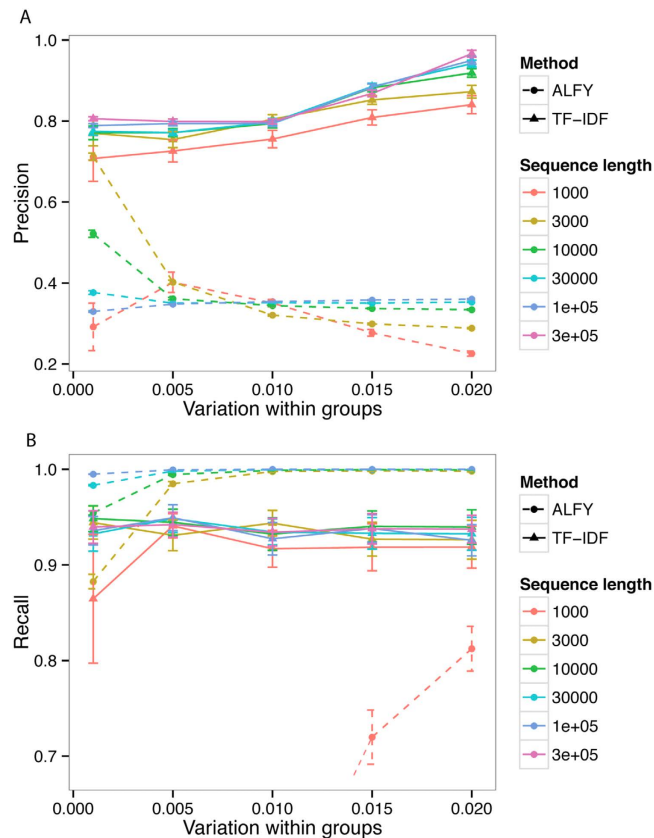 A
1.0
0.8
0.6
0.4
0.2
Precision
0.000 0.005 0.010 0.015 0.020
Variation within groups
Method
ALFY
TF−IDF
Sequence length
1000
3000
10000
30000
1e+05
3e+05
B
1.0
0.9
0.8
0.7
Recall
0.000 0.005 0.010 0.015 0.020
Variation within groups
Method
ALFY
TF−IDF
Sequence length
1000
3000
10000
30000
1e+05
3e+05